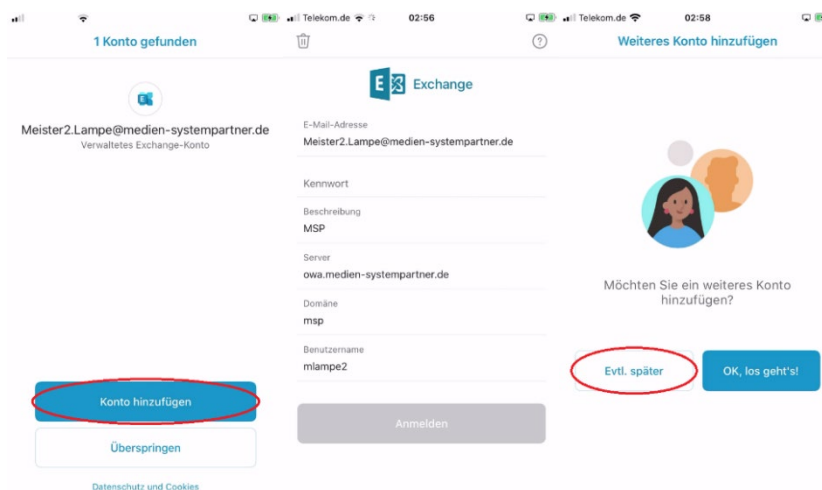 1 Konto gefunden
Meister2.Lampe@medien-systempartner.de
Verwaltetes Exchange-Konto
Konto hinzufügen
Überspringen
Datenschutz und Cookies
Telekom.de 02:56
Exchange
E-Mail-Adresse
Meister2.Lampe@medien-systempartner.de
Kennwort
Beschreibung
MSP
Server
owa.medien-systempartner.de
Domäne
msp
Benutzername
mlampe2
Anmelden
Telekom.de 02:58
Weiteres Konto hinzufügen
Möchten Sie ein weiteres Konto
hinzufügen?
Evtl. später
OK, los geht's!